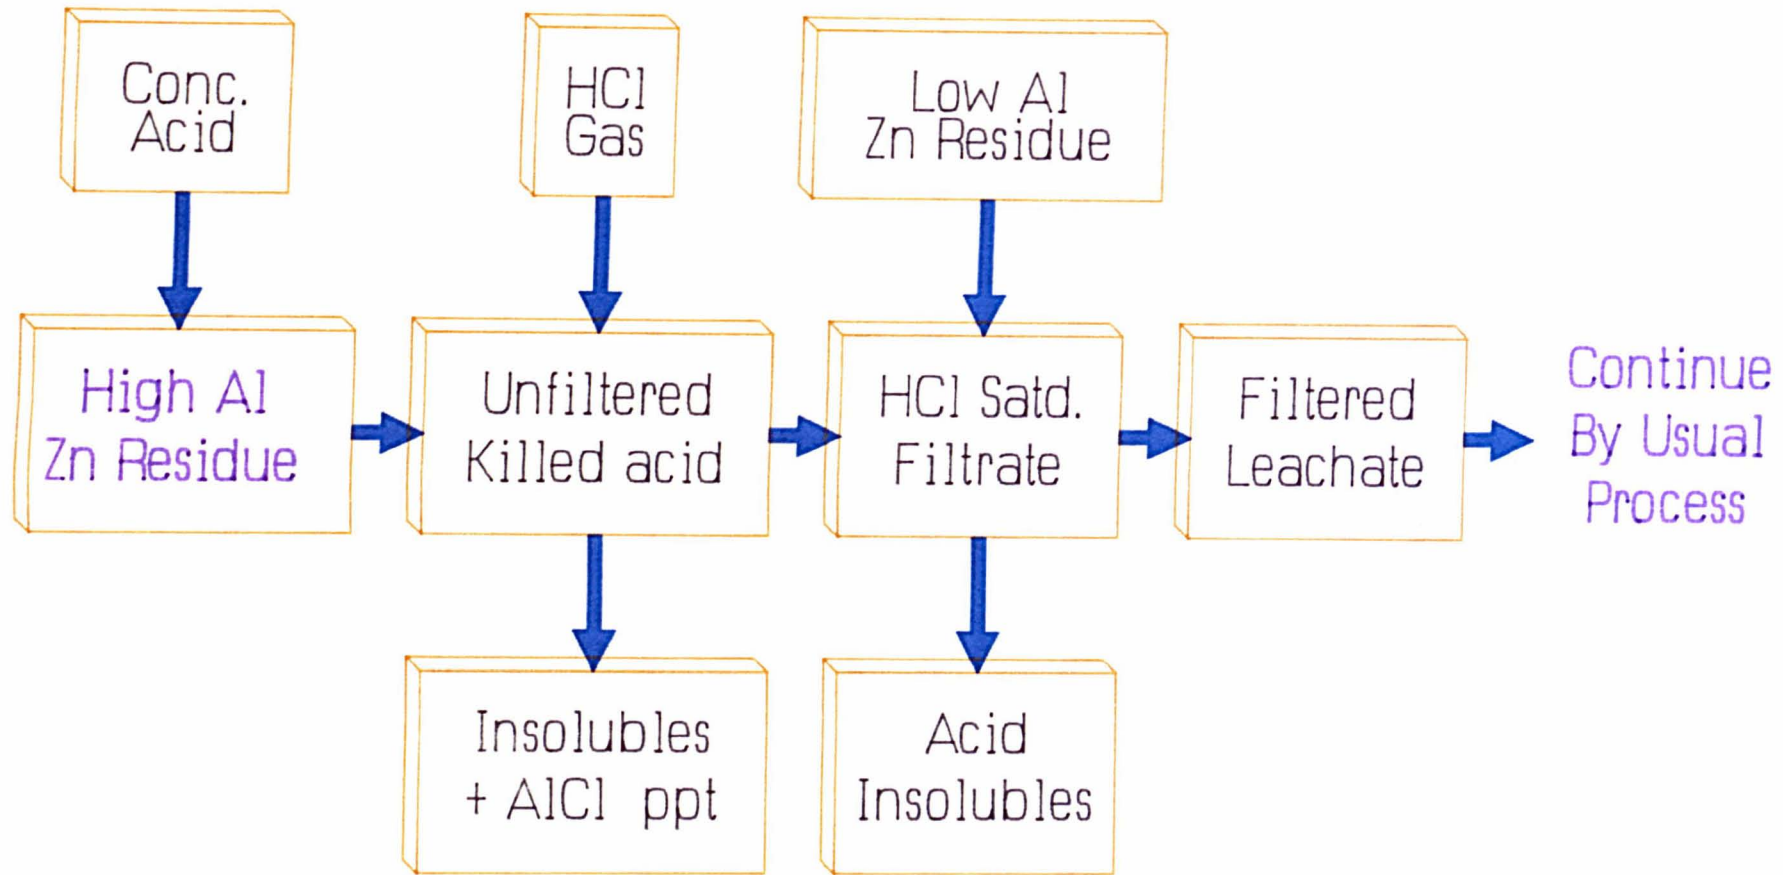 Conc.
Acid
HCl
Gas
Low Al
Zn Residue
High Al
Zn Residue
Unfiltered
Killed acid
HCl Satd.
Filtrate
Filtered
Leachate
Continue
By Usual
Process
Insolubles
+ AlCl ppt
Acid
Insolubles